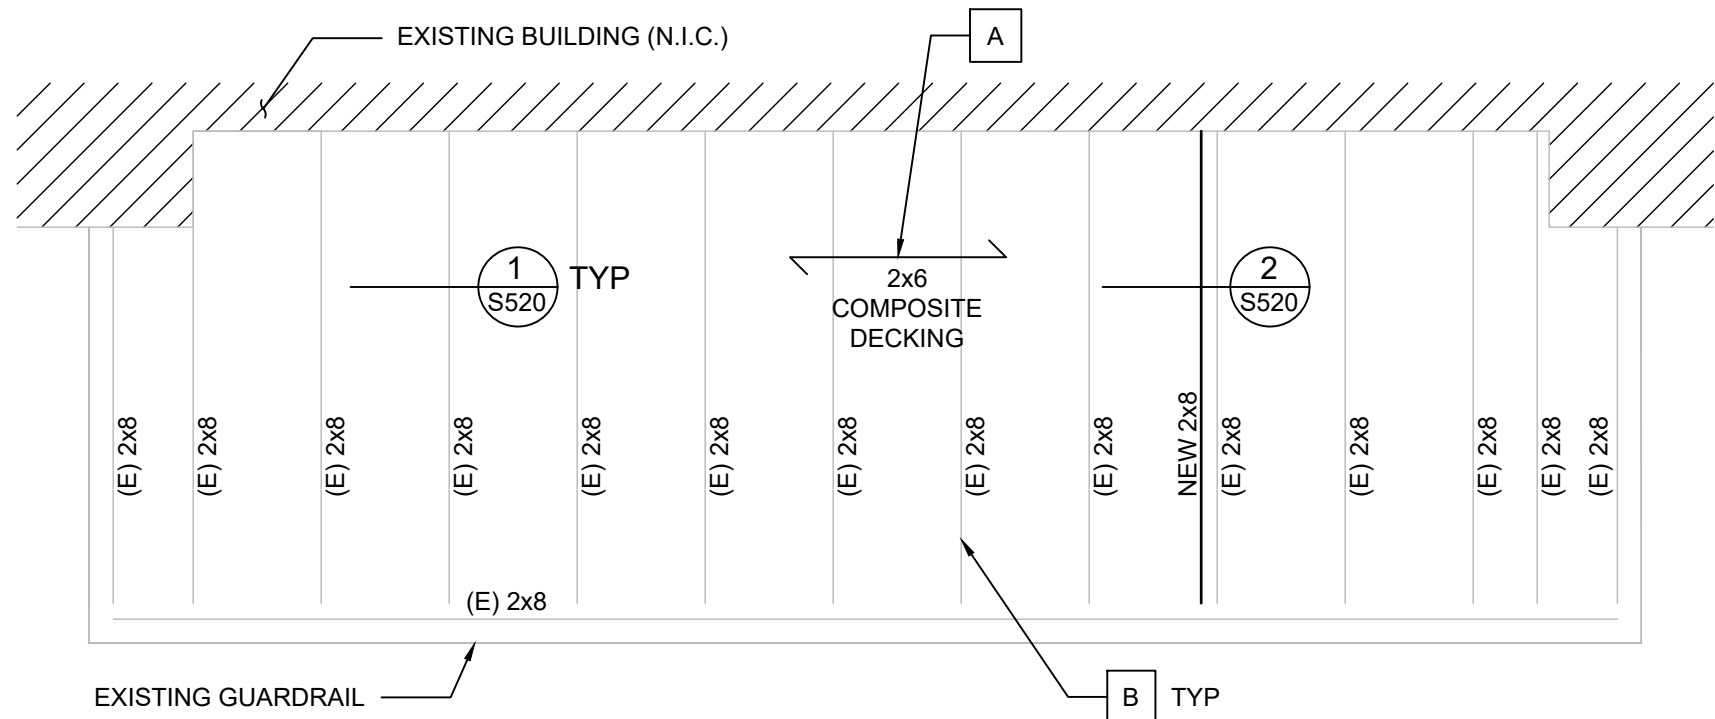 EXISTING BUILDING (N.I.C.)
A
1
S520
TYP
2x6
COMPOSITE
DECKING
2
S520
(E) 2x8
(E) 2x8
(E) 2x8
(E) 2x8
(E) 2x8
(E) 2x8
(E) 2x8
(E) 2x8
(E) 2x8
NEW 2x8
(E) 2x8
(E) 2x8
(E) 2x8
(E) 2x8
(E) 2x8
(E) 2x8
EXISTING GUARDRAIL
B
TYP